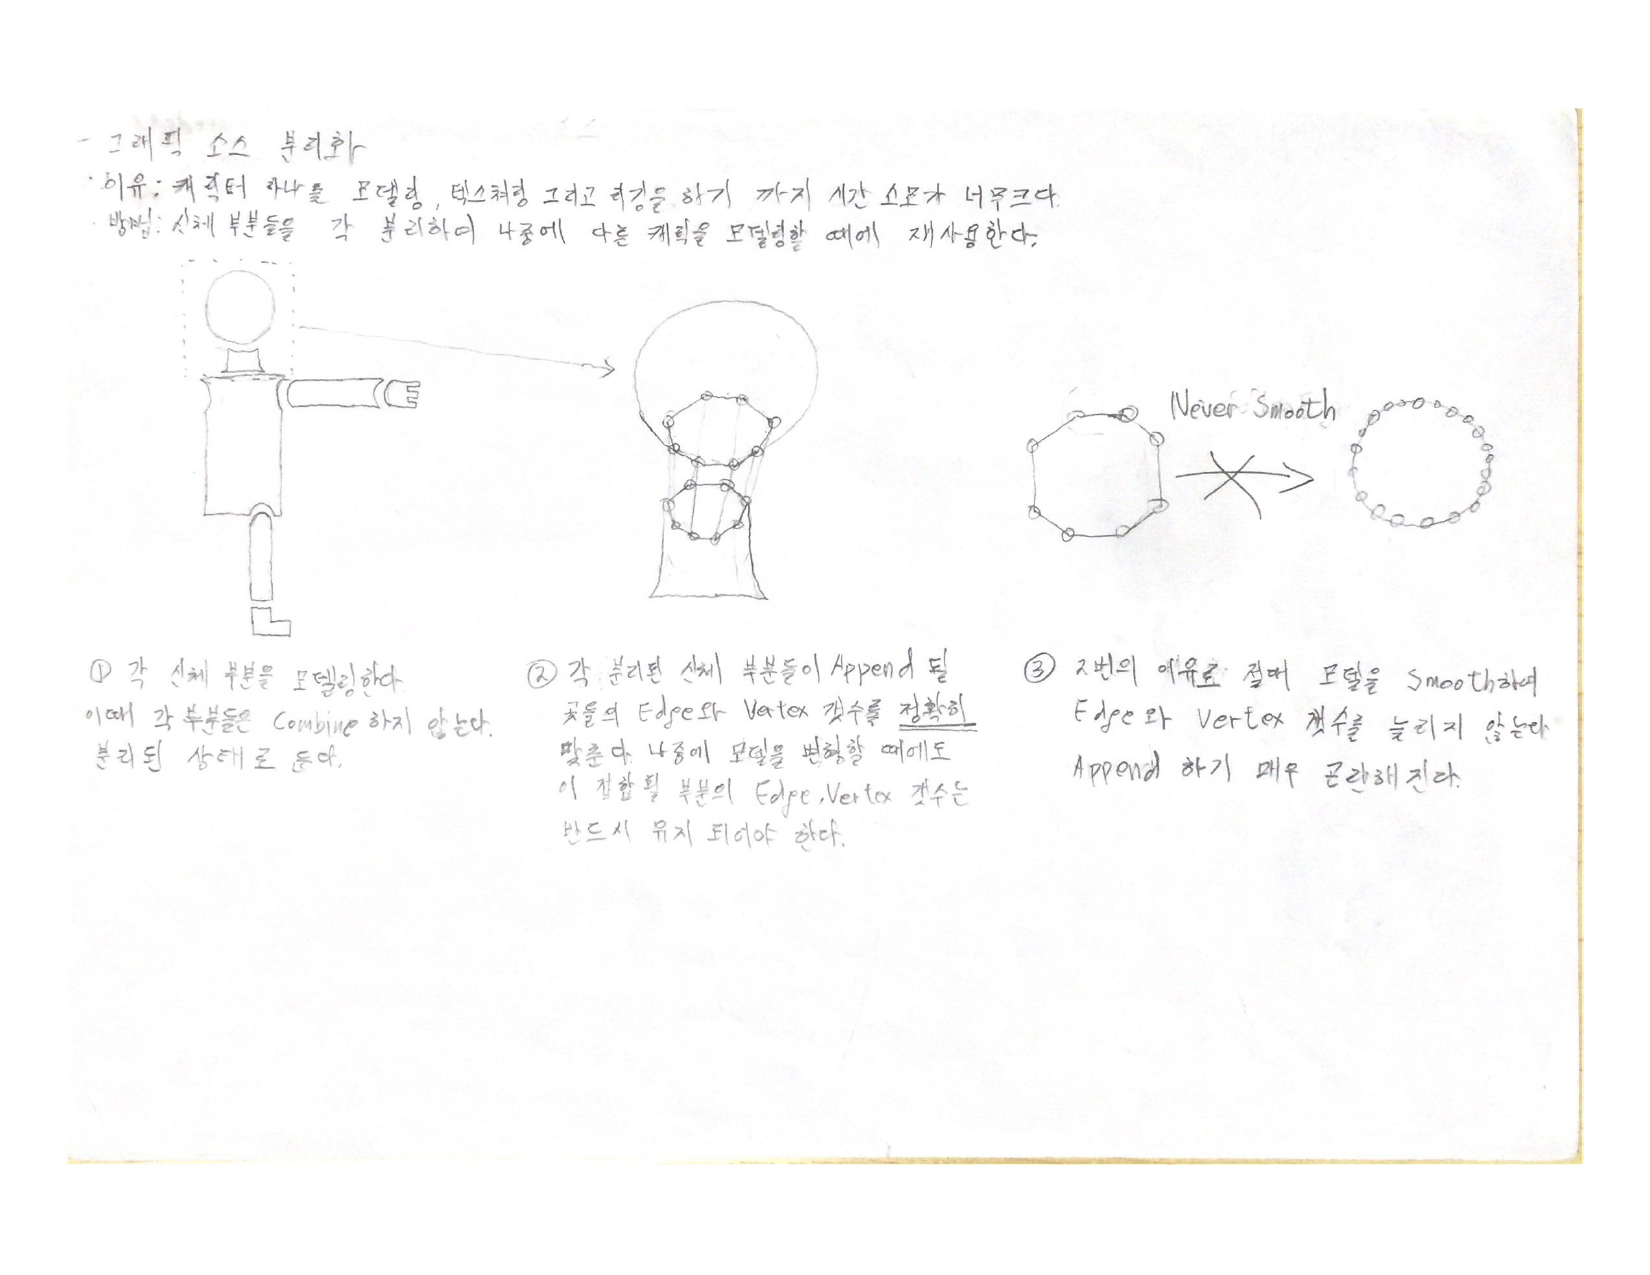 - 그래픽 소스 분리화
· 이유: 캐릭터 하나를 모델링, 텍스쳐링 그리고 리깅을 하기 까지 시간 소모가 너무크다.
· 방법: 신체 부분들을 각 분리하여 나중에 다른 캐릭을 모델링할 때에 재사용한다.
Never Smooth
① 각 신체 부분을 모델링한다.
이때 각 부분들은 Combine 하지 않는다.
분리된 상태로 둔다.
② 각 분리된 신체 부분들이 Append 될
곳들의 Edge와 Vertex 갯수를 정확히
맞춘다. 나중에 모델을 변형할 때에도
이 접합될 부분의 Edge, Vertex 갯수는
반드시 유지 되어야 한다.
③ 2번의 이유로 절대 모델을 Smooth하여
Edge와 Vertex 갯수를 늘리지 않는다
Append 하기 매우 곤란해진다.